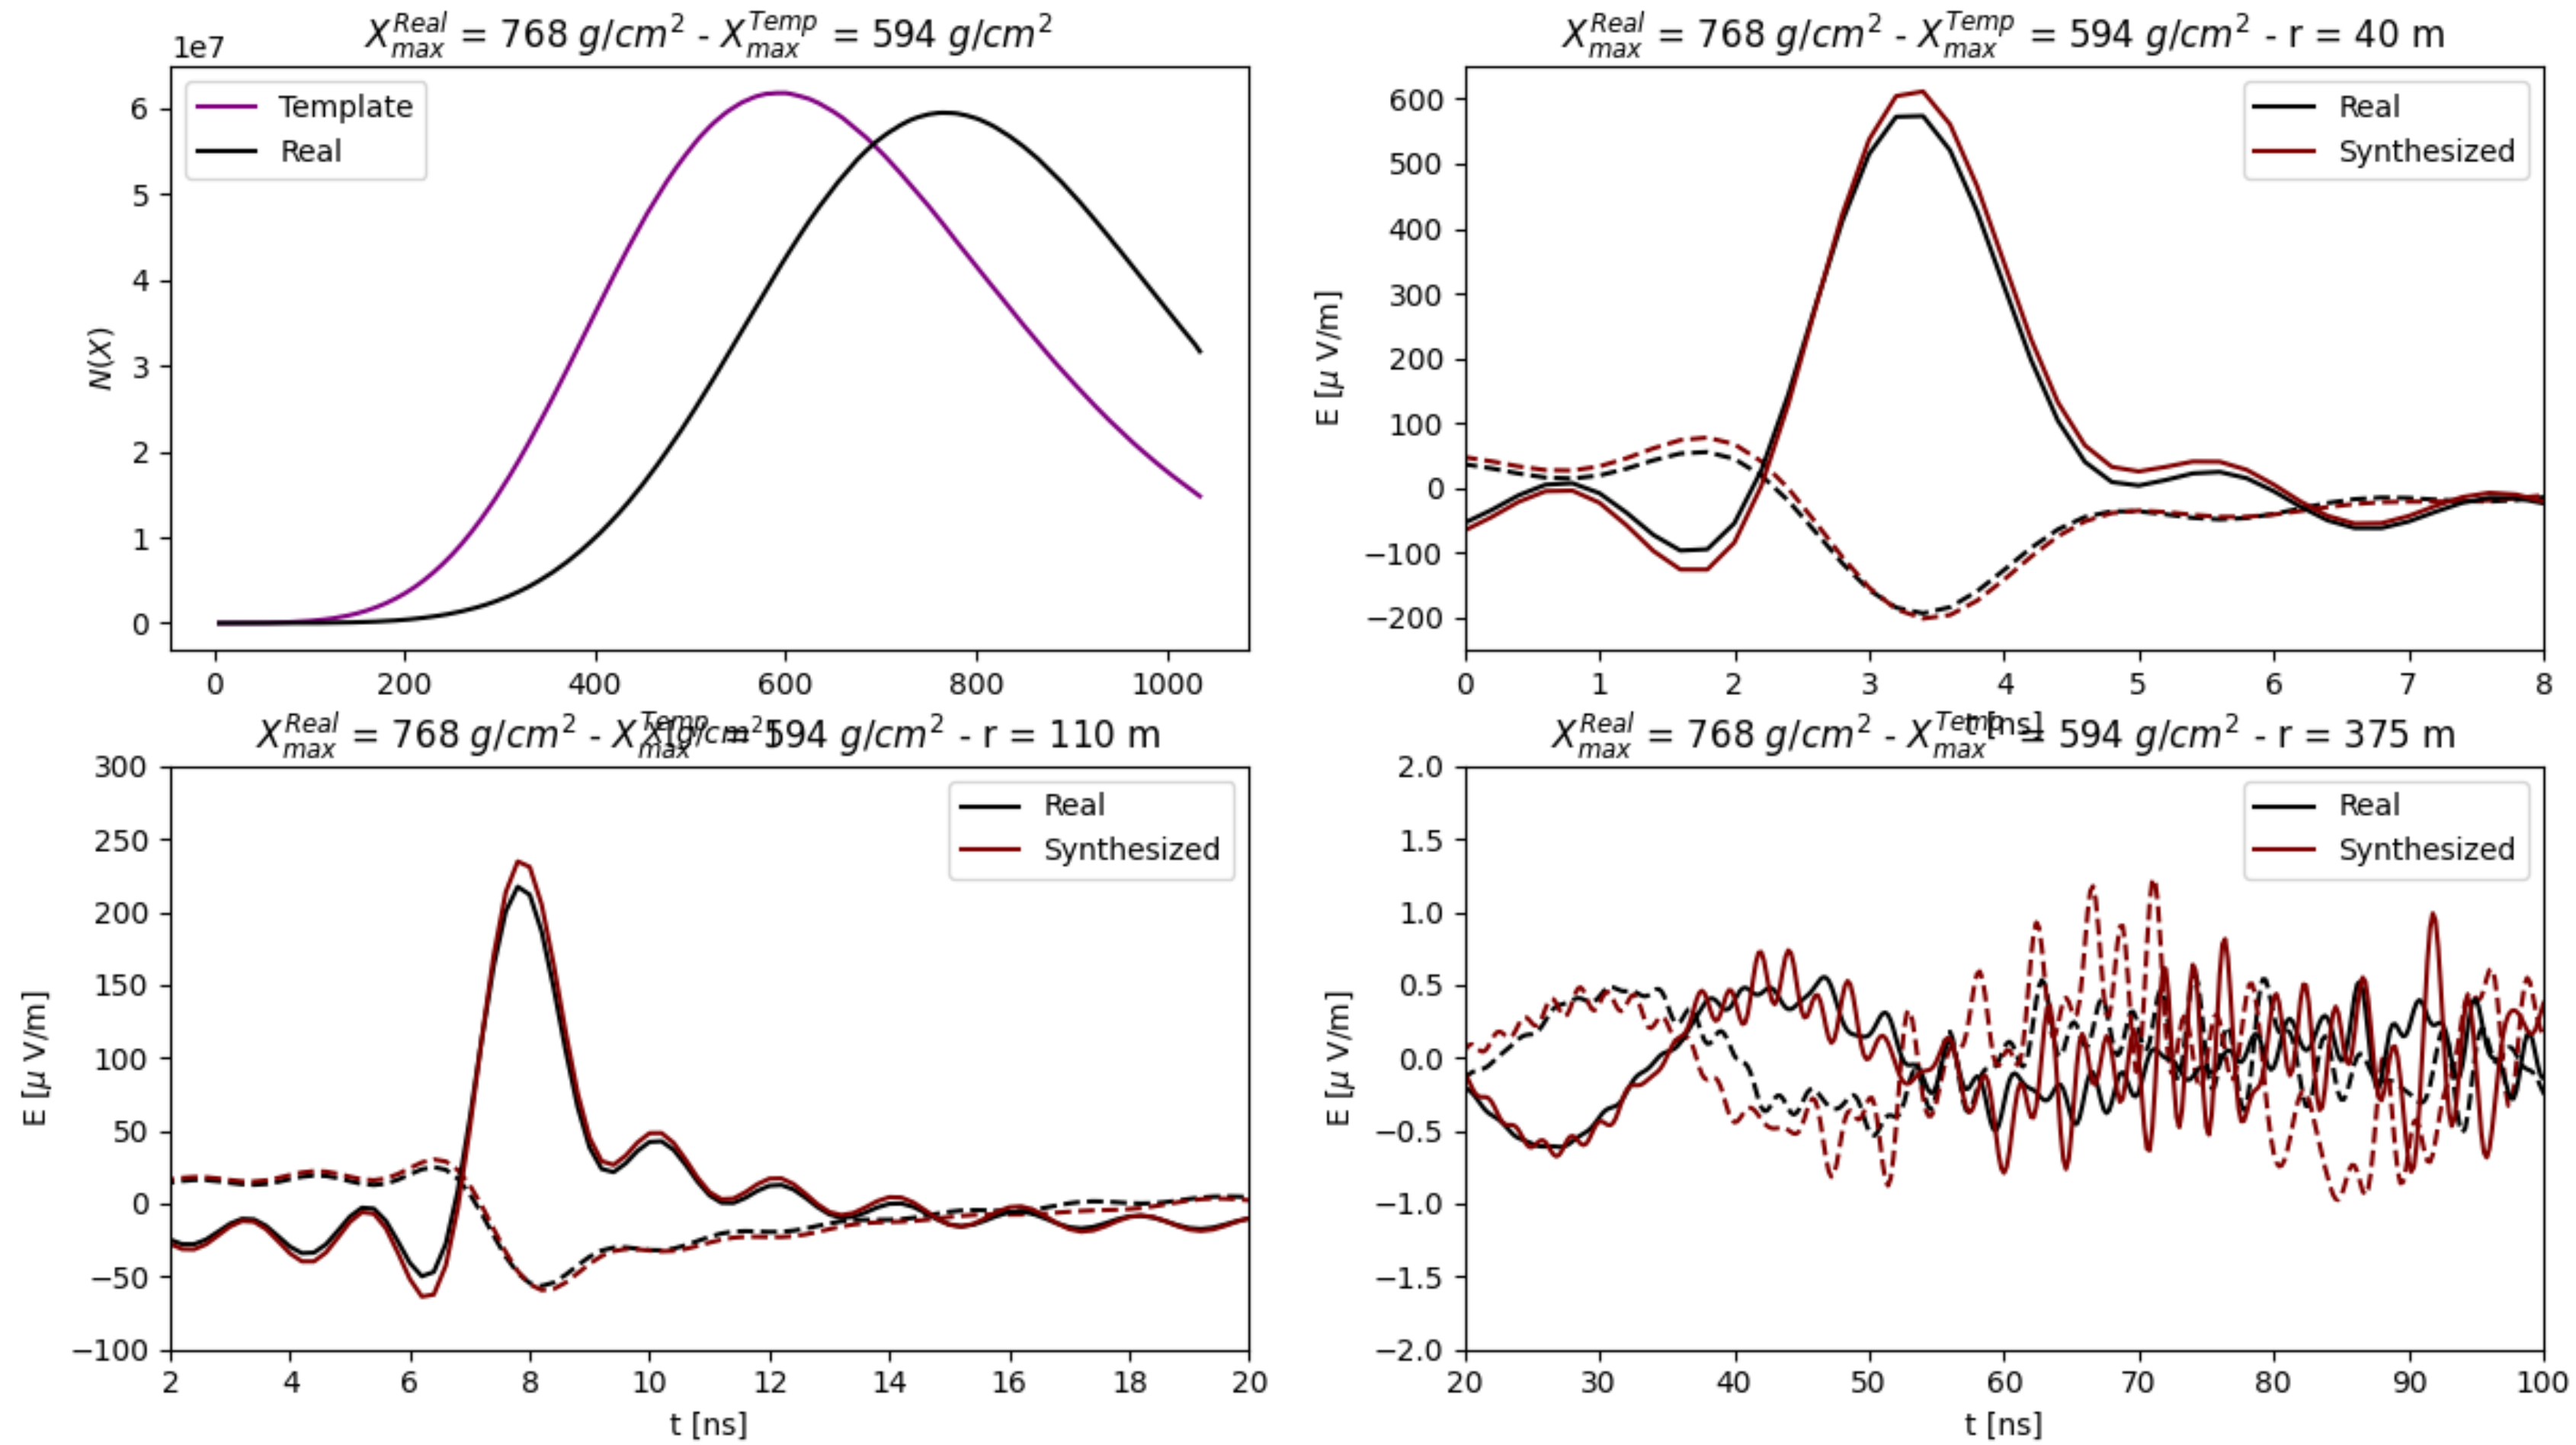 X_max^Real = 768 g/cm² - X_max^Temp = 594 g/cm²
1e7
Template
Real
N(X)
6
5
4
3
2
1
0
0 200 400 600 800 1000
X[g/cm²]
X_max^Real = 768 g/cm² - X_max^Temp = 594 g/cm² - r = 40 m
Real
Synthesized
E [μ V/m]
600
500
400
300
200
100
0
−100
−200
0 1 2 3 4 5 6 7 8
t [ns]
X_max^Real = 768 g/cm² - X_max^Temp = 594 g/cm² - r = 110 m
Real
Synthesized
E [μ V/m]
300
250
200
150
100
50
0
−50
−100
2 4 6 8 10 12 14 16 18 20
t [ns]
X_max^Real = 768 g/cm² - X_max^Temp = 594 g/cm² - r = 375 m
Real
Synthesized
E [μ V/m]
2.0
1.5
1.0
0.5
0.0
−0.5
−1.0
−1.5
−2.0
20 30 40 50 60 70 80 90 100
t [ns]